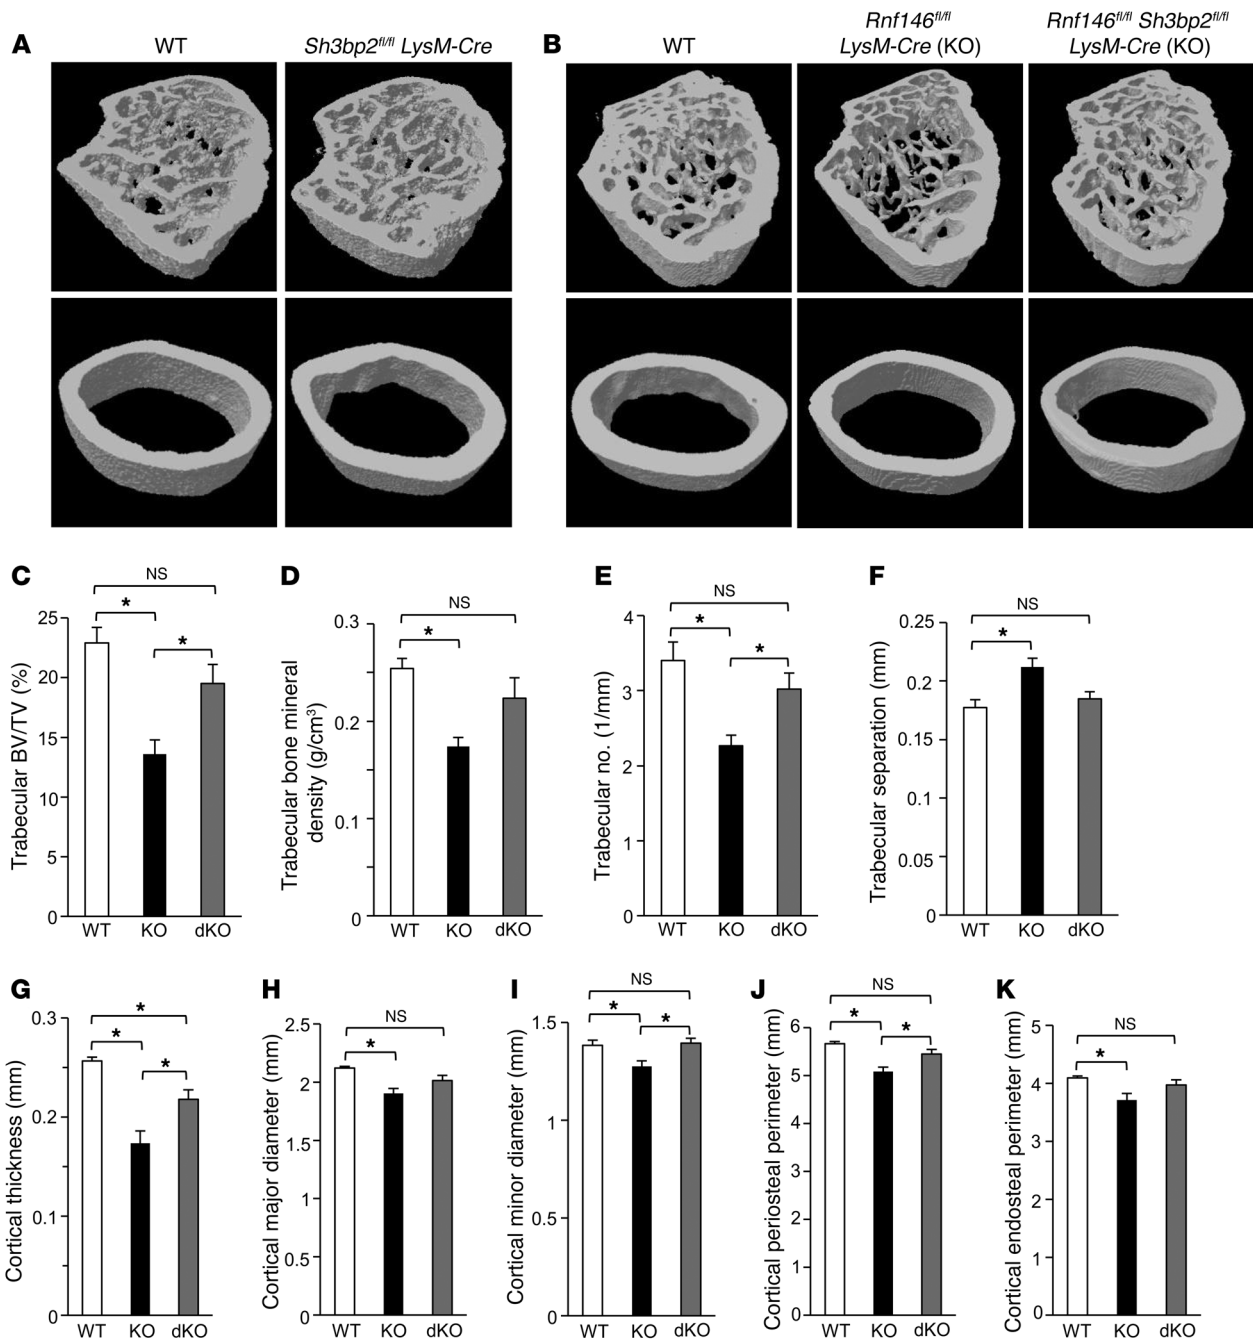 A
WT
Sh3bp2fl/fl LysM-Cre
B
WT
Rnf146fl/fl
LysM-Cre (KO)
Rnf146fl/fl Sh3bp2fl/fl
LysM-Cre (KO)
C
NS
*
*
Trabecular BV/TV (%)
25
20
15
10
5
0
WT KO dKO
D
NS
*
Trabecular bone mineral
density (g/cm³)
0.3
0.2
0.1
0
WT KO dKO
E
NS
*
*
Trabecular no. (1/mm)
4
3
2
1
0
WT KO dKO
F
NS
*
Trabecular separation (mm)
0.25
0.2
0.15
0.1
0.05
0
WT KO dKO
G
*
*
*
Cortical thickness (mm)
0.3
0.2
0.1
0
WT KO dKO
H
NS
*
Cortical major diameter (mm)
2.5
2
1.5
1
0.5
0
WT KO dKO
I
NS
*
*
Cortical minor diameter (mm)
1.5
1
0.5
0
WT KO dKO
J
NS
*
*
Cortical periosteal perimeter (mm)
6
5
4
3
2
1
0
WT KO dKO
K
NS
*
Cortical endosteal perimeter (mm)
5
4
3
2
1
0
WT KO dKO